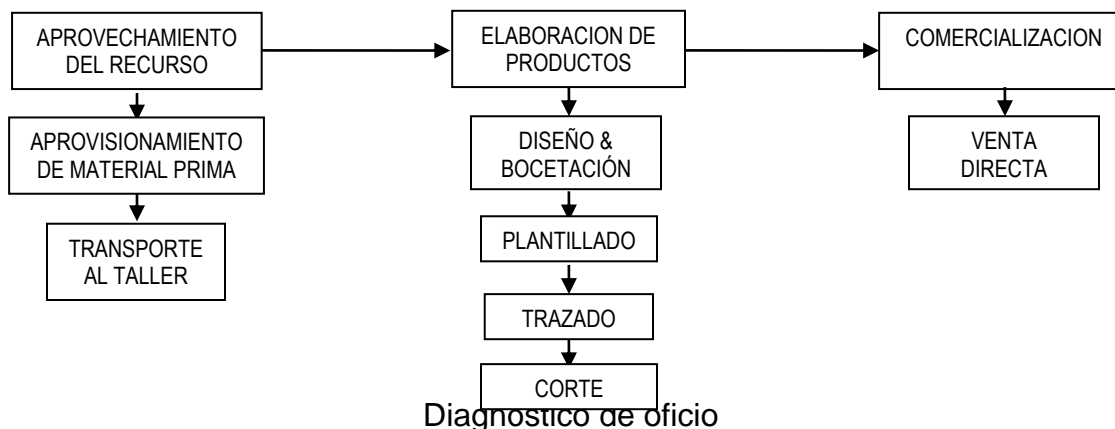 APROVECHAMIENTO
DEL RECURSO
ELABORACION DE
PRODUCTOS
COMERCIALIZACION
APROVISIONAMIENTO
DE MATERIAL PRIMA
DISEÑO &
BOCETACIÓN
VENTA
DIRECTA
TRANSPORTE
AL TALLER
PLANTILLADO
TRAZADO
CORTE
Diagnostico de oficio